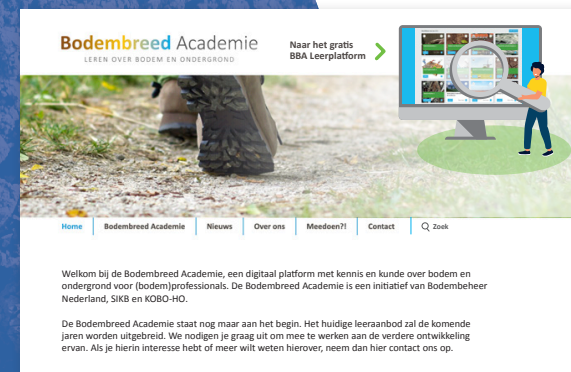 Bodembreed Academie
LEREN OVER BODEM EN ONDERGROND
Naar het gratis
BBA Leerplatform
Home
Bodembreed Academie
Nieuws
Over ons
Meedoen?!
Contact
Zoek
Welkom bij de Bodembreed Academie, een digitaal platform met kennis en kunde over bodem en
ondergrond voor (bodem)professionals. De Bodembreed Academie is een initiatief van Bodembeheer
Nederland, SIKB en KOBO-HO.
De Bodembreed Academie staat nog maar aan het begin. Het huidige leeraanbod zal de komende
jaren worden uitgebreid. We nodigen je graag uit om mee te werken aan de verdere ontwikkeling
ervan. Als je hierin interesse hebt of meer wilt weten hierover, neem dan hier contact ons op.